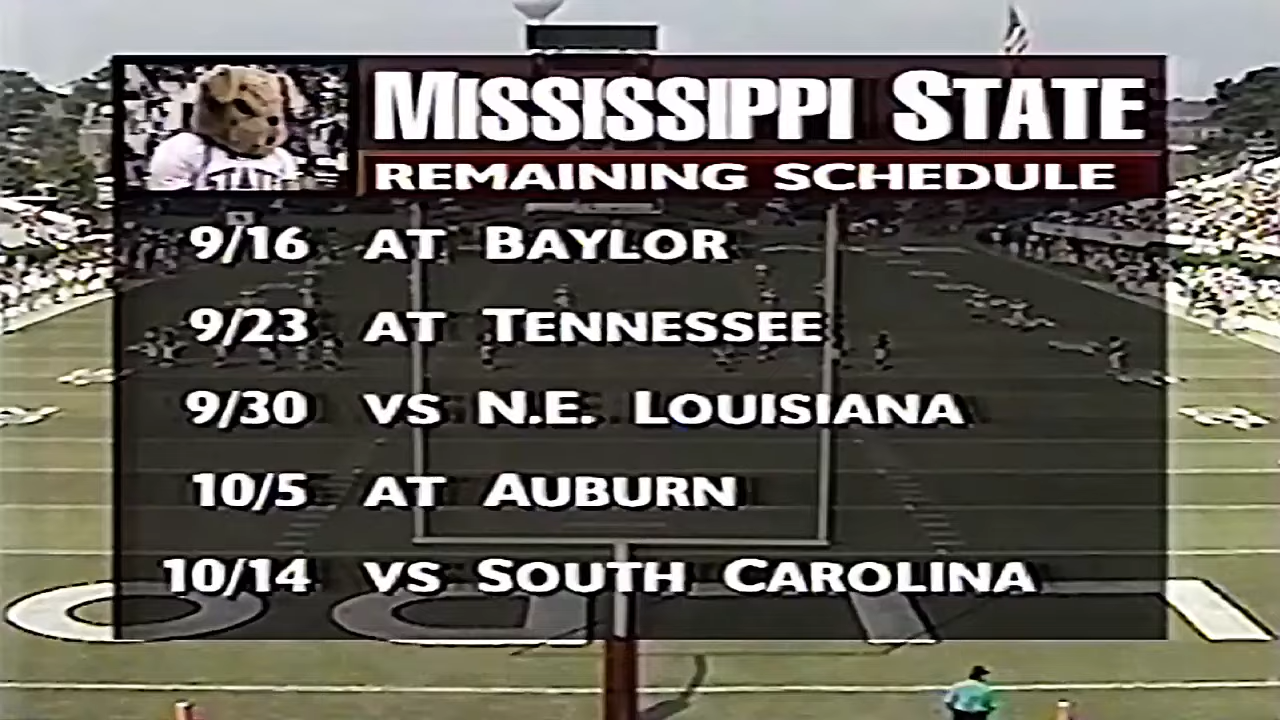 MISSISSIPPI STATE
REMAINING SCHEDULE
9/16 AT BAYLOR
9/23 AT TENNESSEE
9/30 VS N.E. LOUISIANA
10/5 AT AUBURN
10/14 VS SOUTH CAROLINA